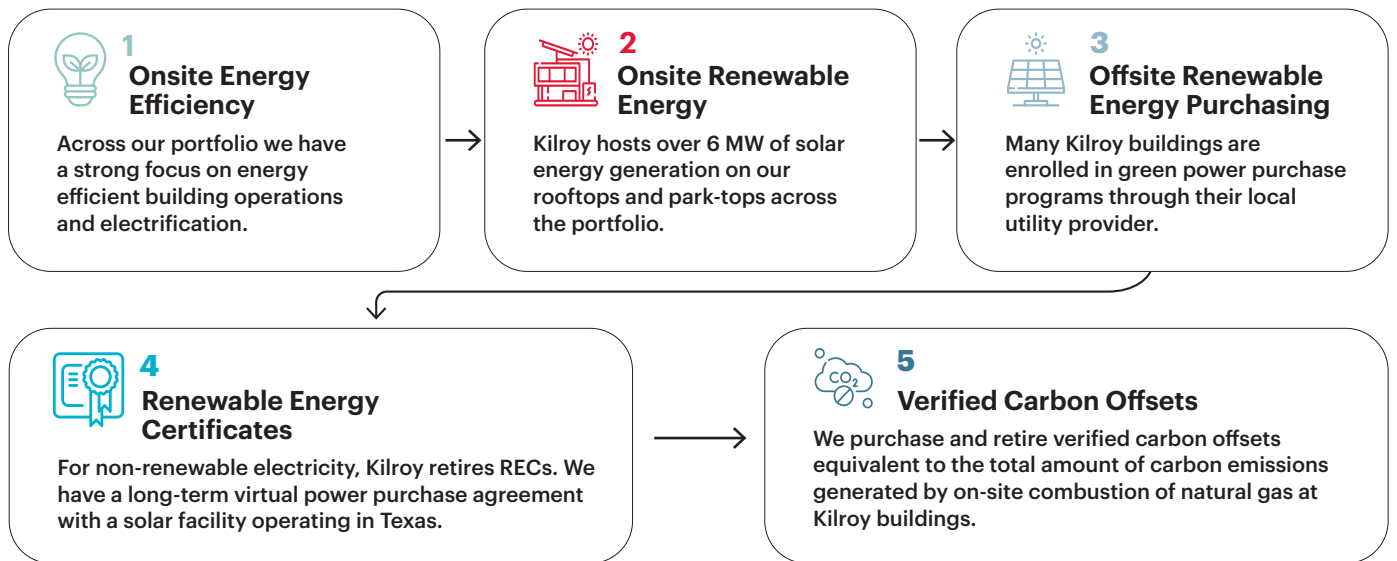 1
Onsite Energy
Efficiency
Across our portfolio we have
a strong focus on energy
efficient building operations
and electrification.
2
Onsite Renewable
Energy
Kilroy hosts over 6 MW of solar
energy generation on our
rooftops and park-tops across
the portfolio.
3
Offsite Renewable
Energy Purchasing
Many Kilroy buildings are
enrolled in green power purchase
programs through their local
utility provider.
4
Renewable Energy
Certificates
For non-renewable electricity, Kilroy retires RECs. We
have a long-term virtual power purchase agreement
with a solar facility operating in Texas.
CO₂
5
Verified Carbon Offsets
We purchase and retire verified carbon offsets
equivalent to the total amount of carbon emissions
generated by on-site combustion of natural gas at
Kilroy buildings.